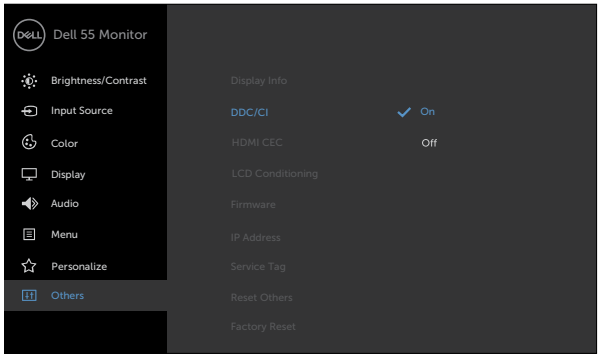 DELL Dell 55 Monitor
Brightness/Contrast
Input Source
Color
Display
Audio
Menu
Personalize
Others
Display Info
DDC/CI On
HDMI CEC Off
LCD Conditioning
Firmware
IP Address
Service Tag
Reset Others
Factory Reset